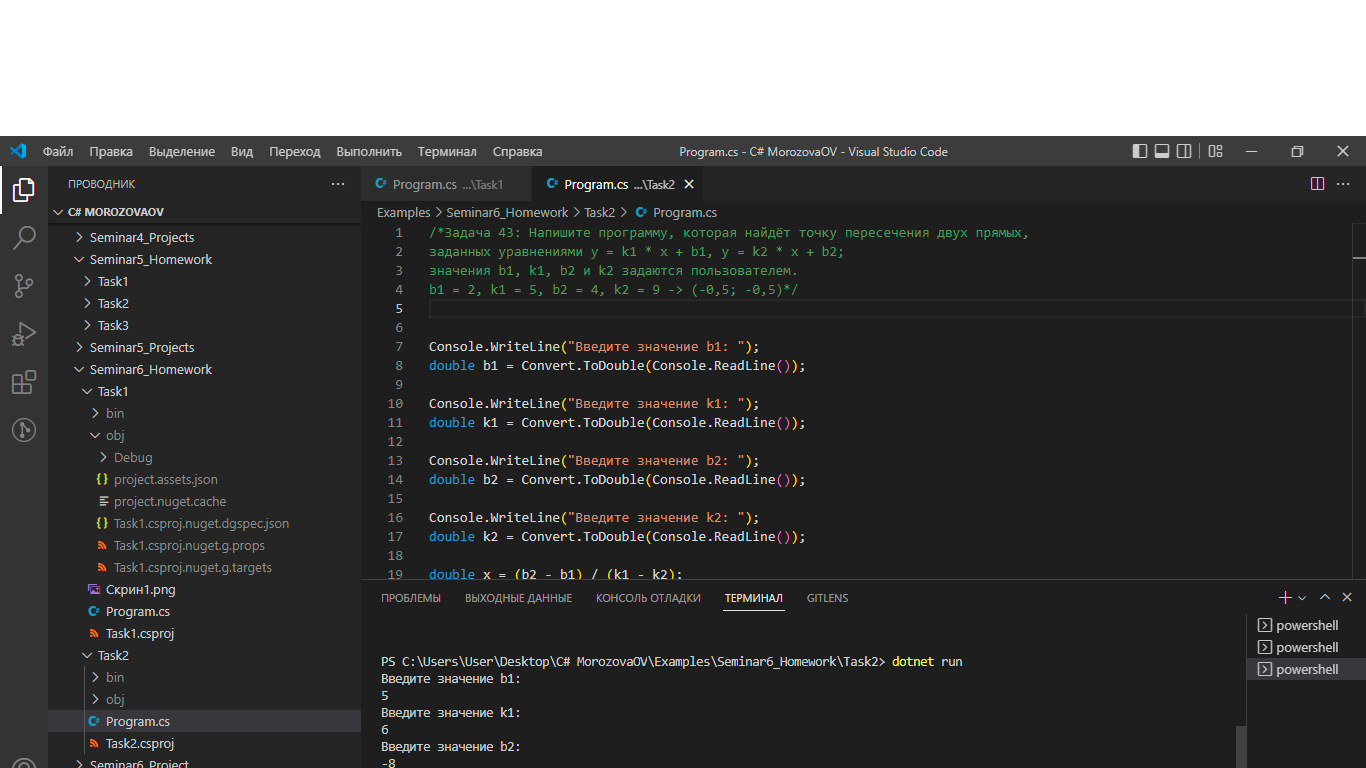 Файл Правка Выделение Вид Переход Выполнить Терминал Справка Program.cs - C# MorozovaOV - Visual Studio Code
ПРОВОДНИК
C# MOROZOVAOV
Seminar4_Projects
Seminar5_Homework
Task1
Task2
Task3
Seminar5_Projects
Seminar6_Homework
Task1
bin
obj
Debug
project.assets.json
project.nuget.cache
Task1.csproj.nuget.dgspec.json
Task1.csproj.nuget.g.props
Task1.csproj.nuget.g.targets
Скрин1.png
Program.cs
Task1.csproj
Task2
bin
obj
Program.cs
Task2.csproj
Seminar6_Project
Program.cs ...\Task1 Program.cs ...\Task2
Examples > Seminar6_Homework > Task2 > Program.cs
1 /*Задача 43: Напишите программу, которая найдёт точку пересечения двух прямых,
2 заданных уравнениями y = k1 * x + b1, y = k2 * x + b2;
3 значения b1, k1, b2 и k2 задаются пользователем.
4 b1 = 2, k1 = 5, b2 = 4, k2 = 9 -> (-0,5; -0,5)*/
5
6
7 Console.WriteLine("Введите значение b1: ");
8 double b1 = Convert.ToDouble(Console.ReadLine());
9
10 Console.WriteLine("Введите значение k1: ");
11 double k1 = Convert.ToDouble(Console.ReadLine());
12
13 Console.WriteLine("Введите значение b2: ");
14 double b2 = Convert.ToDouble(Console.ReadLine());
15
16 Console.WriteLine("Введите значение k2: ");
17 double k2 = Convert.ToDouble(Console.ReadLine());
18
19 double x = (b2 - b1) / (k1 - k2);
ПРОБЛЕМЫ ВЫХОДНЫЕ ДАННЫЕ КОНСОЛЬ ОТЛАДКИ ТЕРМИНАЛ GITLENS
PS C:\Users\User\Desktop\C# MorozovaOV\Examples\Seminar6_Homework\Task2> dotnet run
Введите значение b1:
5
Введите значение k1:
6
Введите значение b2:
-8
powershell
powershell
powershell